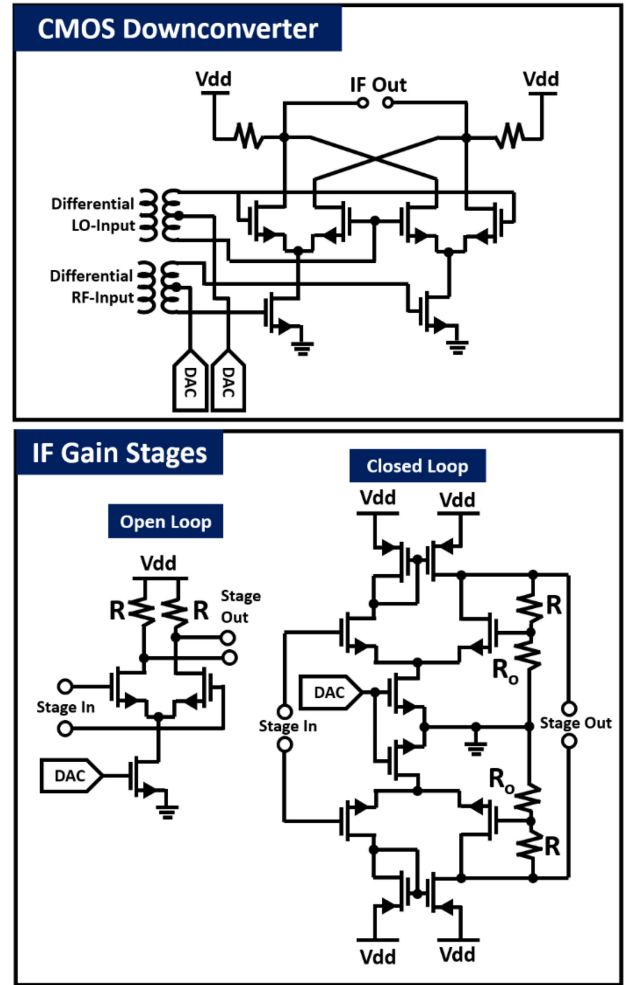 CMOS Downconverter
Vdd
IF Out
Vdd
Differential
LO-Input
Differential
RF-Input
DAC
DAC
IF Gain Stages
Closed Loop
Open Loop
Vdd
Vdd
Vdd
R
R
Stage
Out
Stage In
DAC
R
Ro
DAC
Stage In
Stage Out
Ro
R
Vdd
Vdd